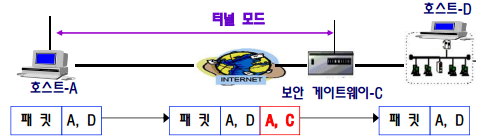 호스트-D
터널 모드
INTERNET
호스트-A
보안 게이트웨이-C
패 킷 A, D
패 킷 A, D A, C
패 킷 A, D